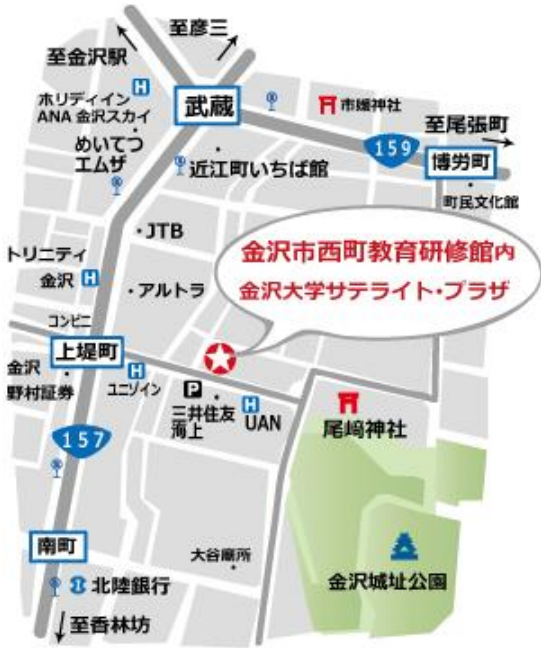 至彦三
至金沢駅
ホリディイン
ANA 金沢スカイ
武蔵
市媛神社
至尾張町
159
博労町
めいてつ
エムザ
近江町いちば館
町民文化館
JTB
金沢市西町教育研修館内
金沢大学サテライト・プラザ
トリニティ
金沢
アルトラ
コンビニ
上堤町
金沢
野村証券
ユニゾイン
P
三井住友
海上
UAN
尾崎神社
157
南町
大谷廟所
北陸銀行
金沢城址公園
至香林坊
H
H
H
H